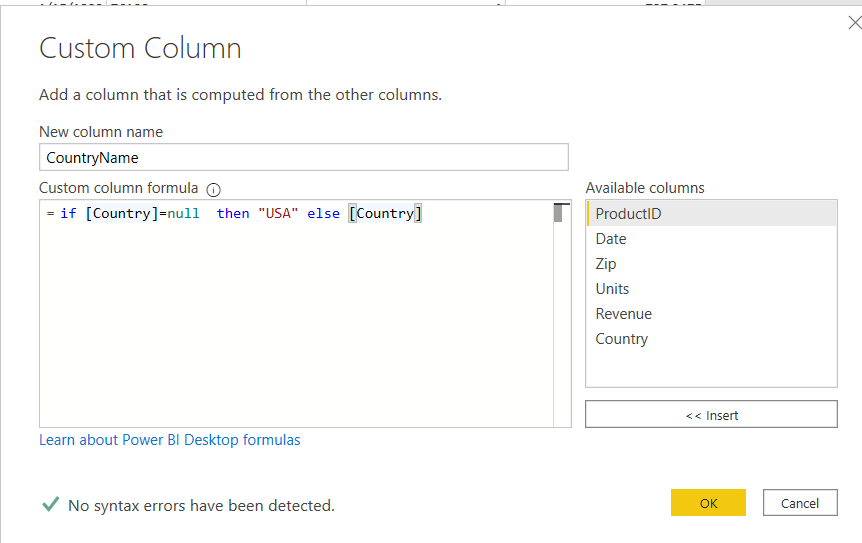 Custom Column
Add a column that is computed from the other columns.
New column name
CountryName
Custom column formula
= if [Country]=null  then "USA" else [Country]
Available columns
ProductID
Date
Zip
Units
Revenue
Country
<< Insert
Learn about Power BI Desktop formulas
No syntax errors have been detected.
OK
Cancel